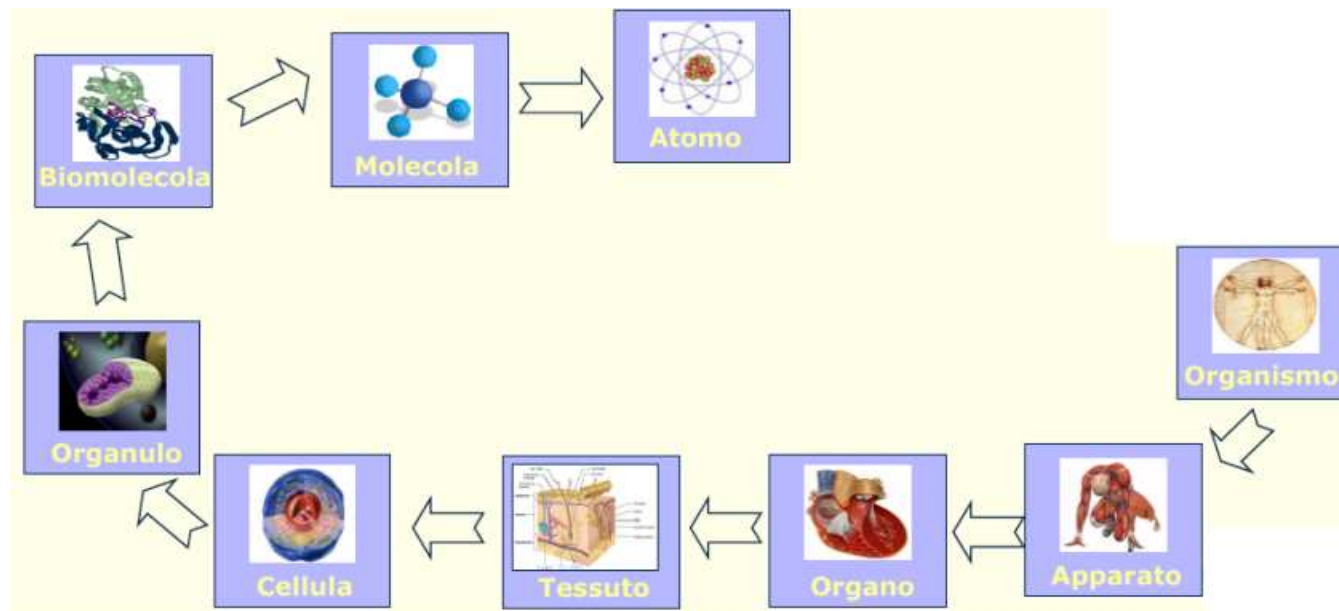 Biomolecola
Molecola
Atomo
Organismo
Organulo
Cellula
Tessuto
Organo
Apparato